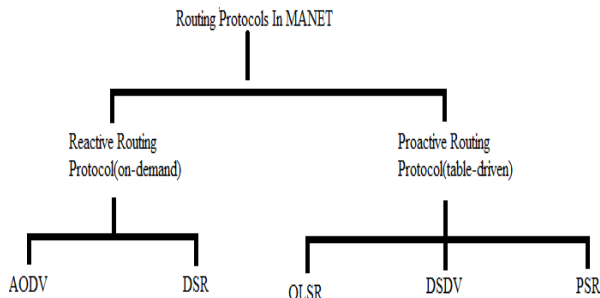 Routing Protocols In MANET
Reactive Routing
Protocol(on-demand)
Proactive Routing
Protocol(table-driven)
AODV
DSR
OLSR
DSDV
PSR